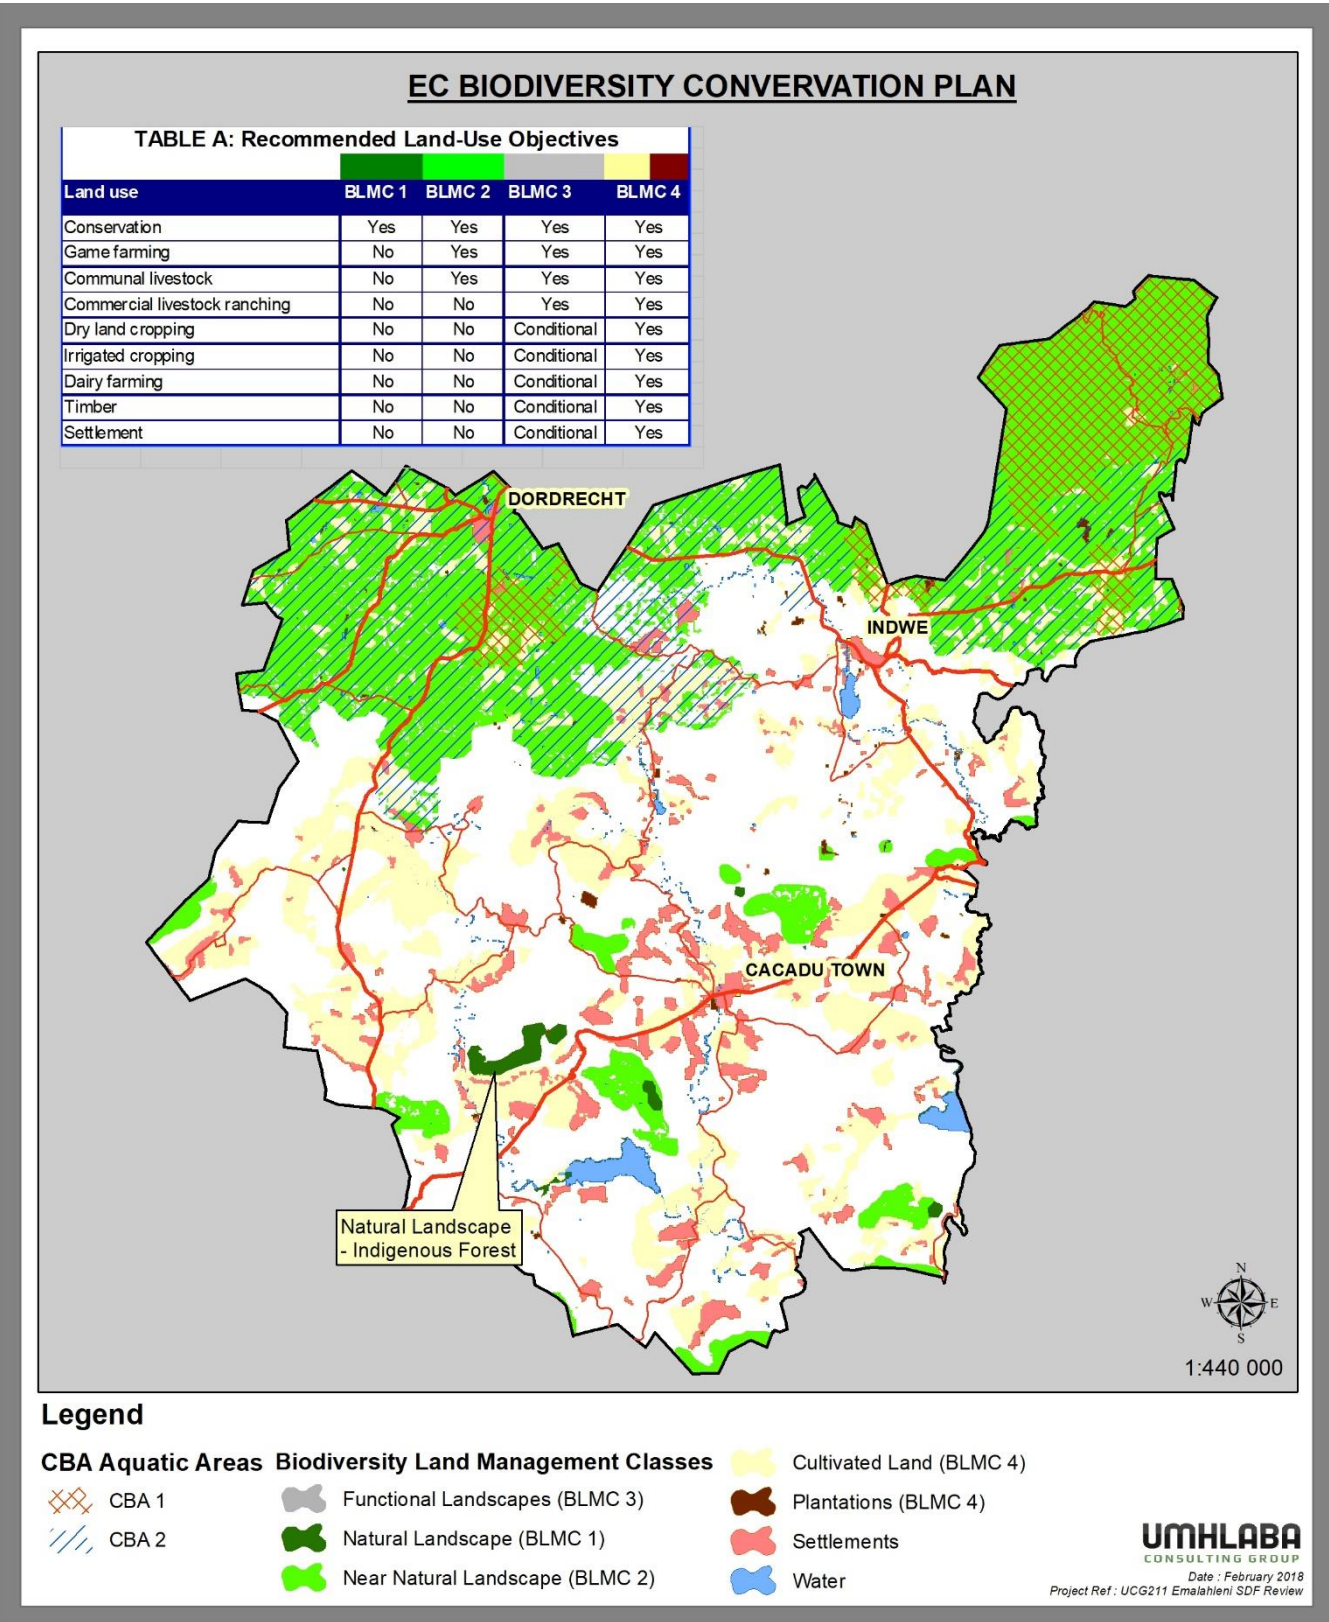 EC BIODIVERSITY CONVERVATION PLAN
TABLE A: Recommended Land-Use Objectives
Land use BLMC 1 BLMC 2 BLMC 3 BLMC 4
Conservation Yes Yes Yes Yes
Game farming No Yes Yes Yes
Communal livestock No Yes Yes Yes
Commercial livestock ranching No No Yes Yes
Dry land cropping No No Conditional Yes
Irrigated cropping No No Conditional Yes
Dairy farming No No Conditional Yes
Timber No No Conditional Yes
Settlement No No Conditional Yes
DORDRECHT
INDWE
CACADU TOWN
Natural Landscape
- Indigenous Forest
N
W E
S
1:440 000
Legend
CBA Aquatic Areas
CBA 1
CBA 2
Biodiversity Land Management Classes
Functional Landscapes (BLMC 3)
Natural Landscape (BLMC 1)
Near Natural Landscape (BLMC 2)
Cultivated Land (BLMC 4)
Plantations (BLMC 4)
Settlements
Water
UMHLABA
CONSULTING GROUP
Date : February 2018
Project Ref : UCG211 Emalahleni SDF Review